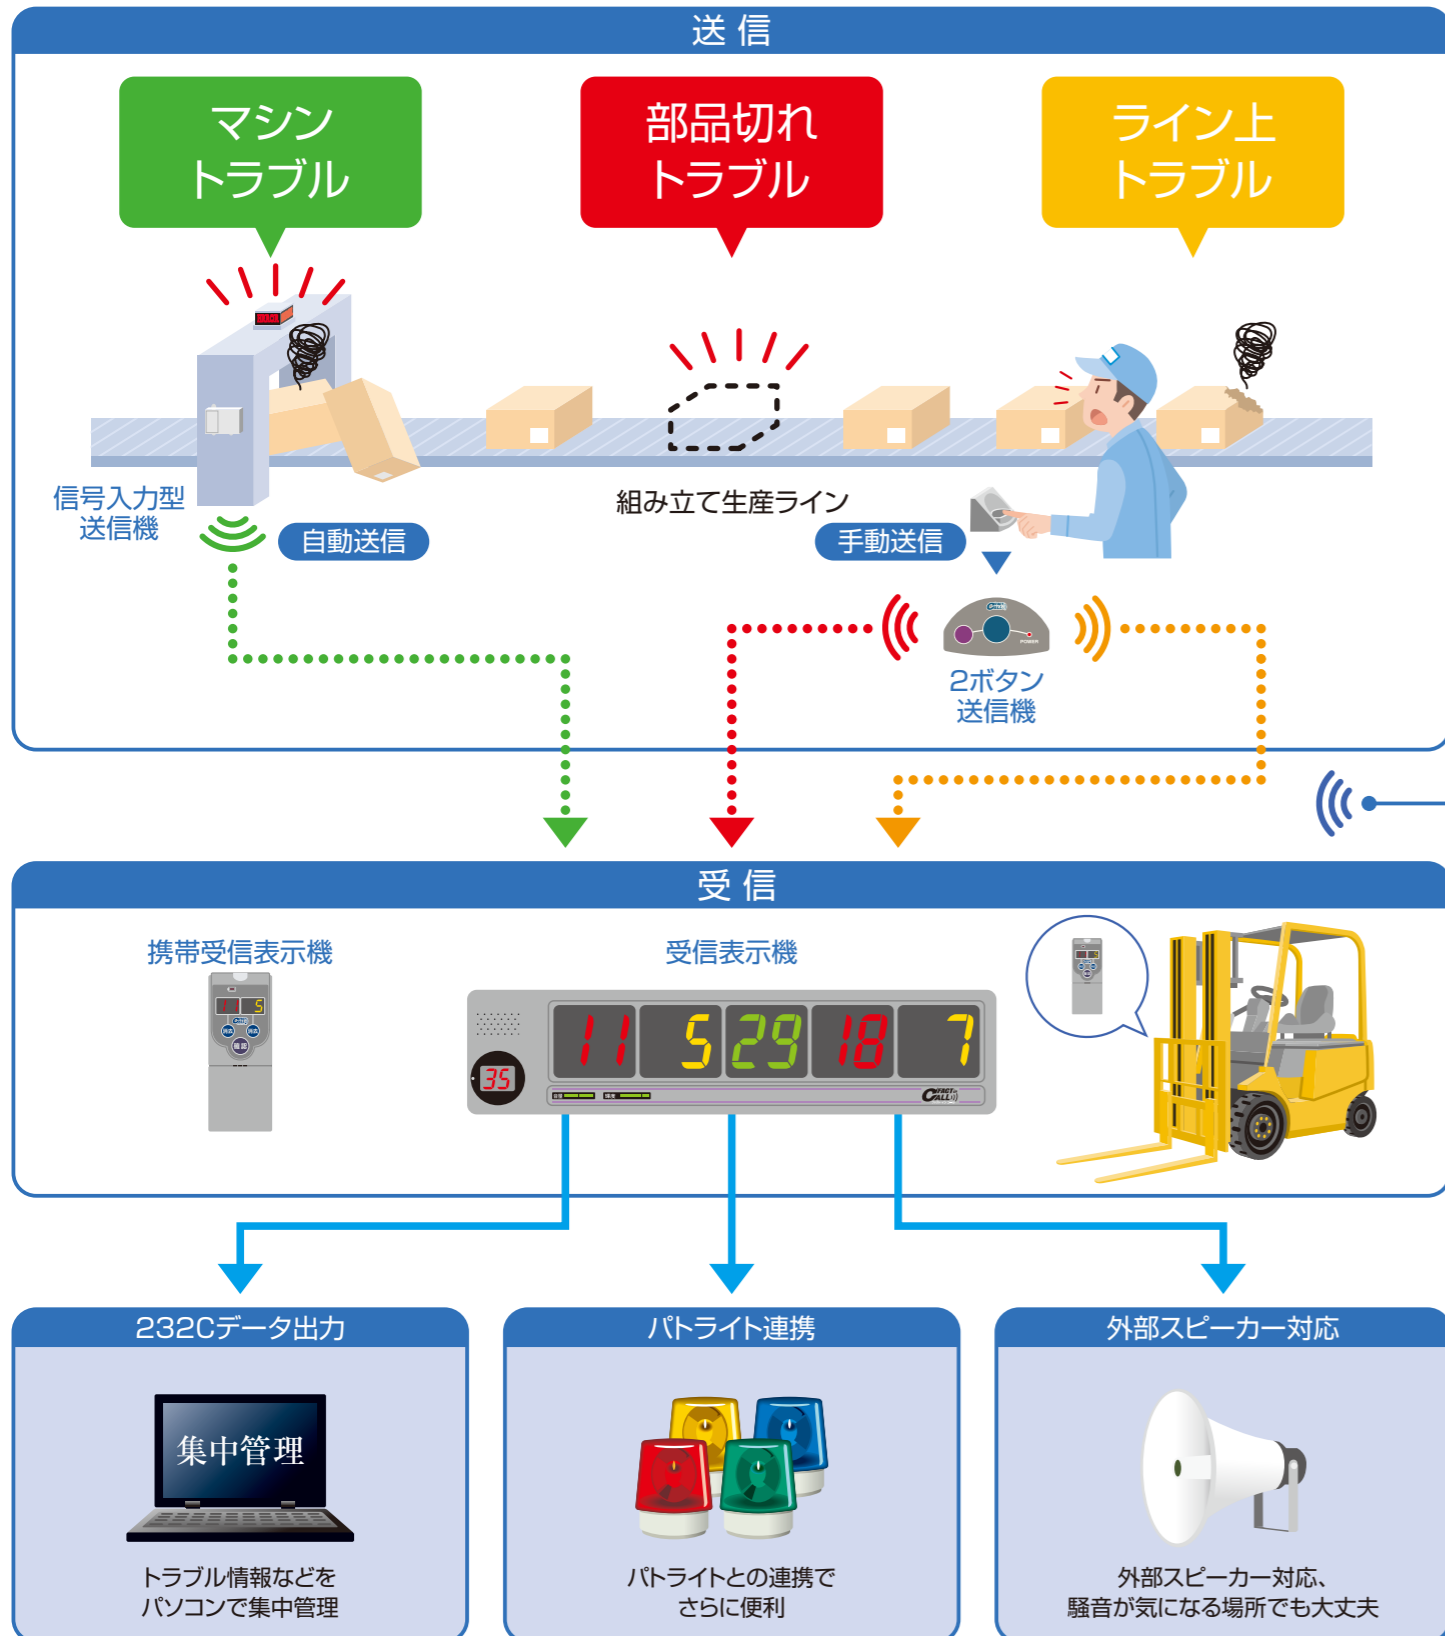 送信
マシン
トラブル
部品切れ
トラブル
ライン上
トラブル
信号入力型
送信機
自動送信
組み立て生産ライン
手動送信
POWER
2ボタン
送信機
受信
携帯受信表示機
受信表示機
11 5
確認
11 5 29 18 7
35
FACT
CALL
232Cデータ出力
集中管理
トラブル情報などを
パソコンで集中管理
パトライト連携
パトライトとの連携で
さらに便利
外部スピーカー対応
外部スピーカー対応、
騒音が気になる場所でも大丈夫